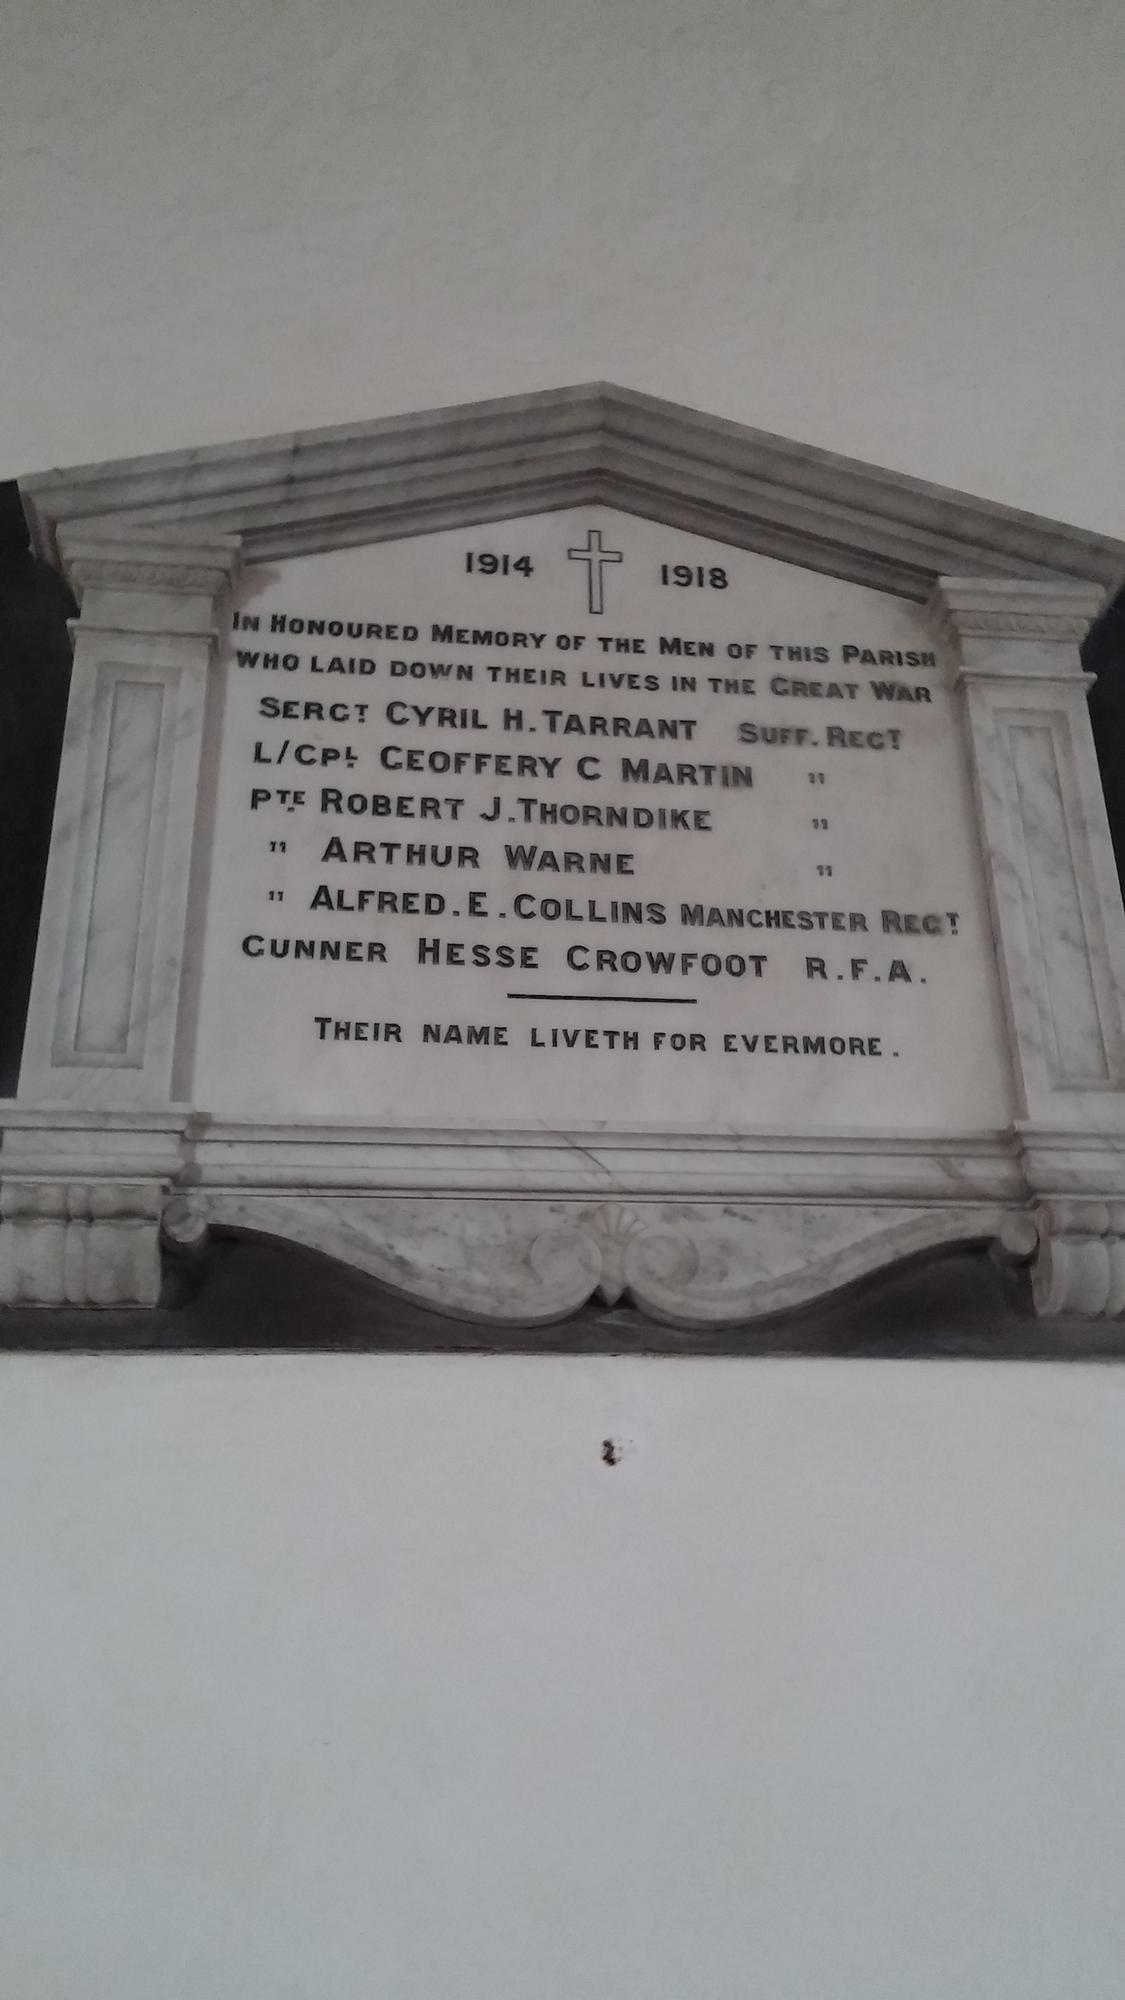 1914 1918
IN HONOURED MEMORY OF THE MEN OF THIS PARISH
WHO LAID DOWN THEIR LIVES IN THE GREAT WAR
SERGT CYRIL H. TARRANT SUFF. REGT
L/CPL GEOFFERY C MARTIN "
PTE ROBERT J. THORNDIKE "
" ARTHUR WARNE "
" ALFRED. E. COLLINS MANCHESTER REGT
GUNNER HESSE CROWFOOT R.F.A.
THEIR NAME LIVETH FOR EVERMORE.